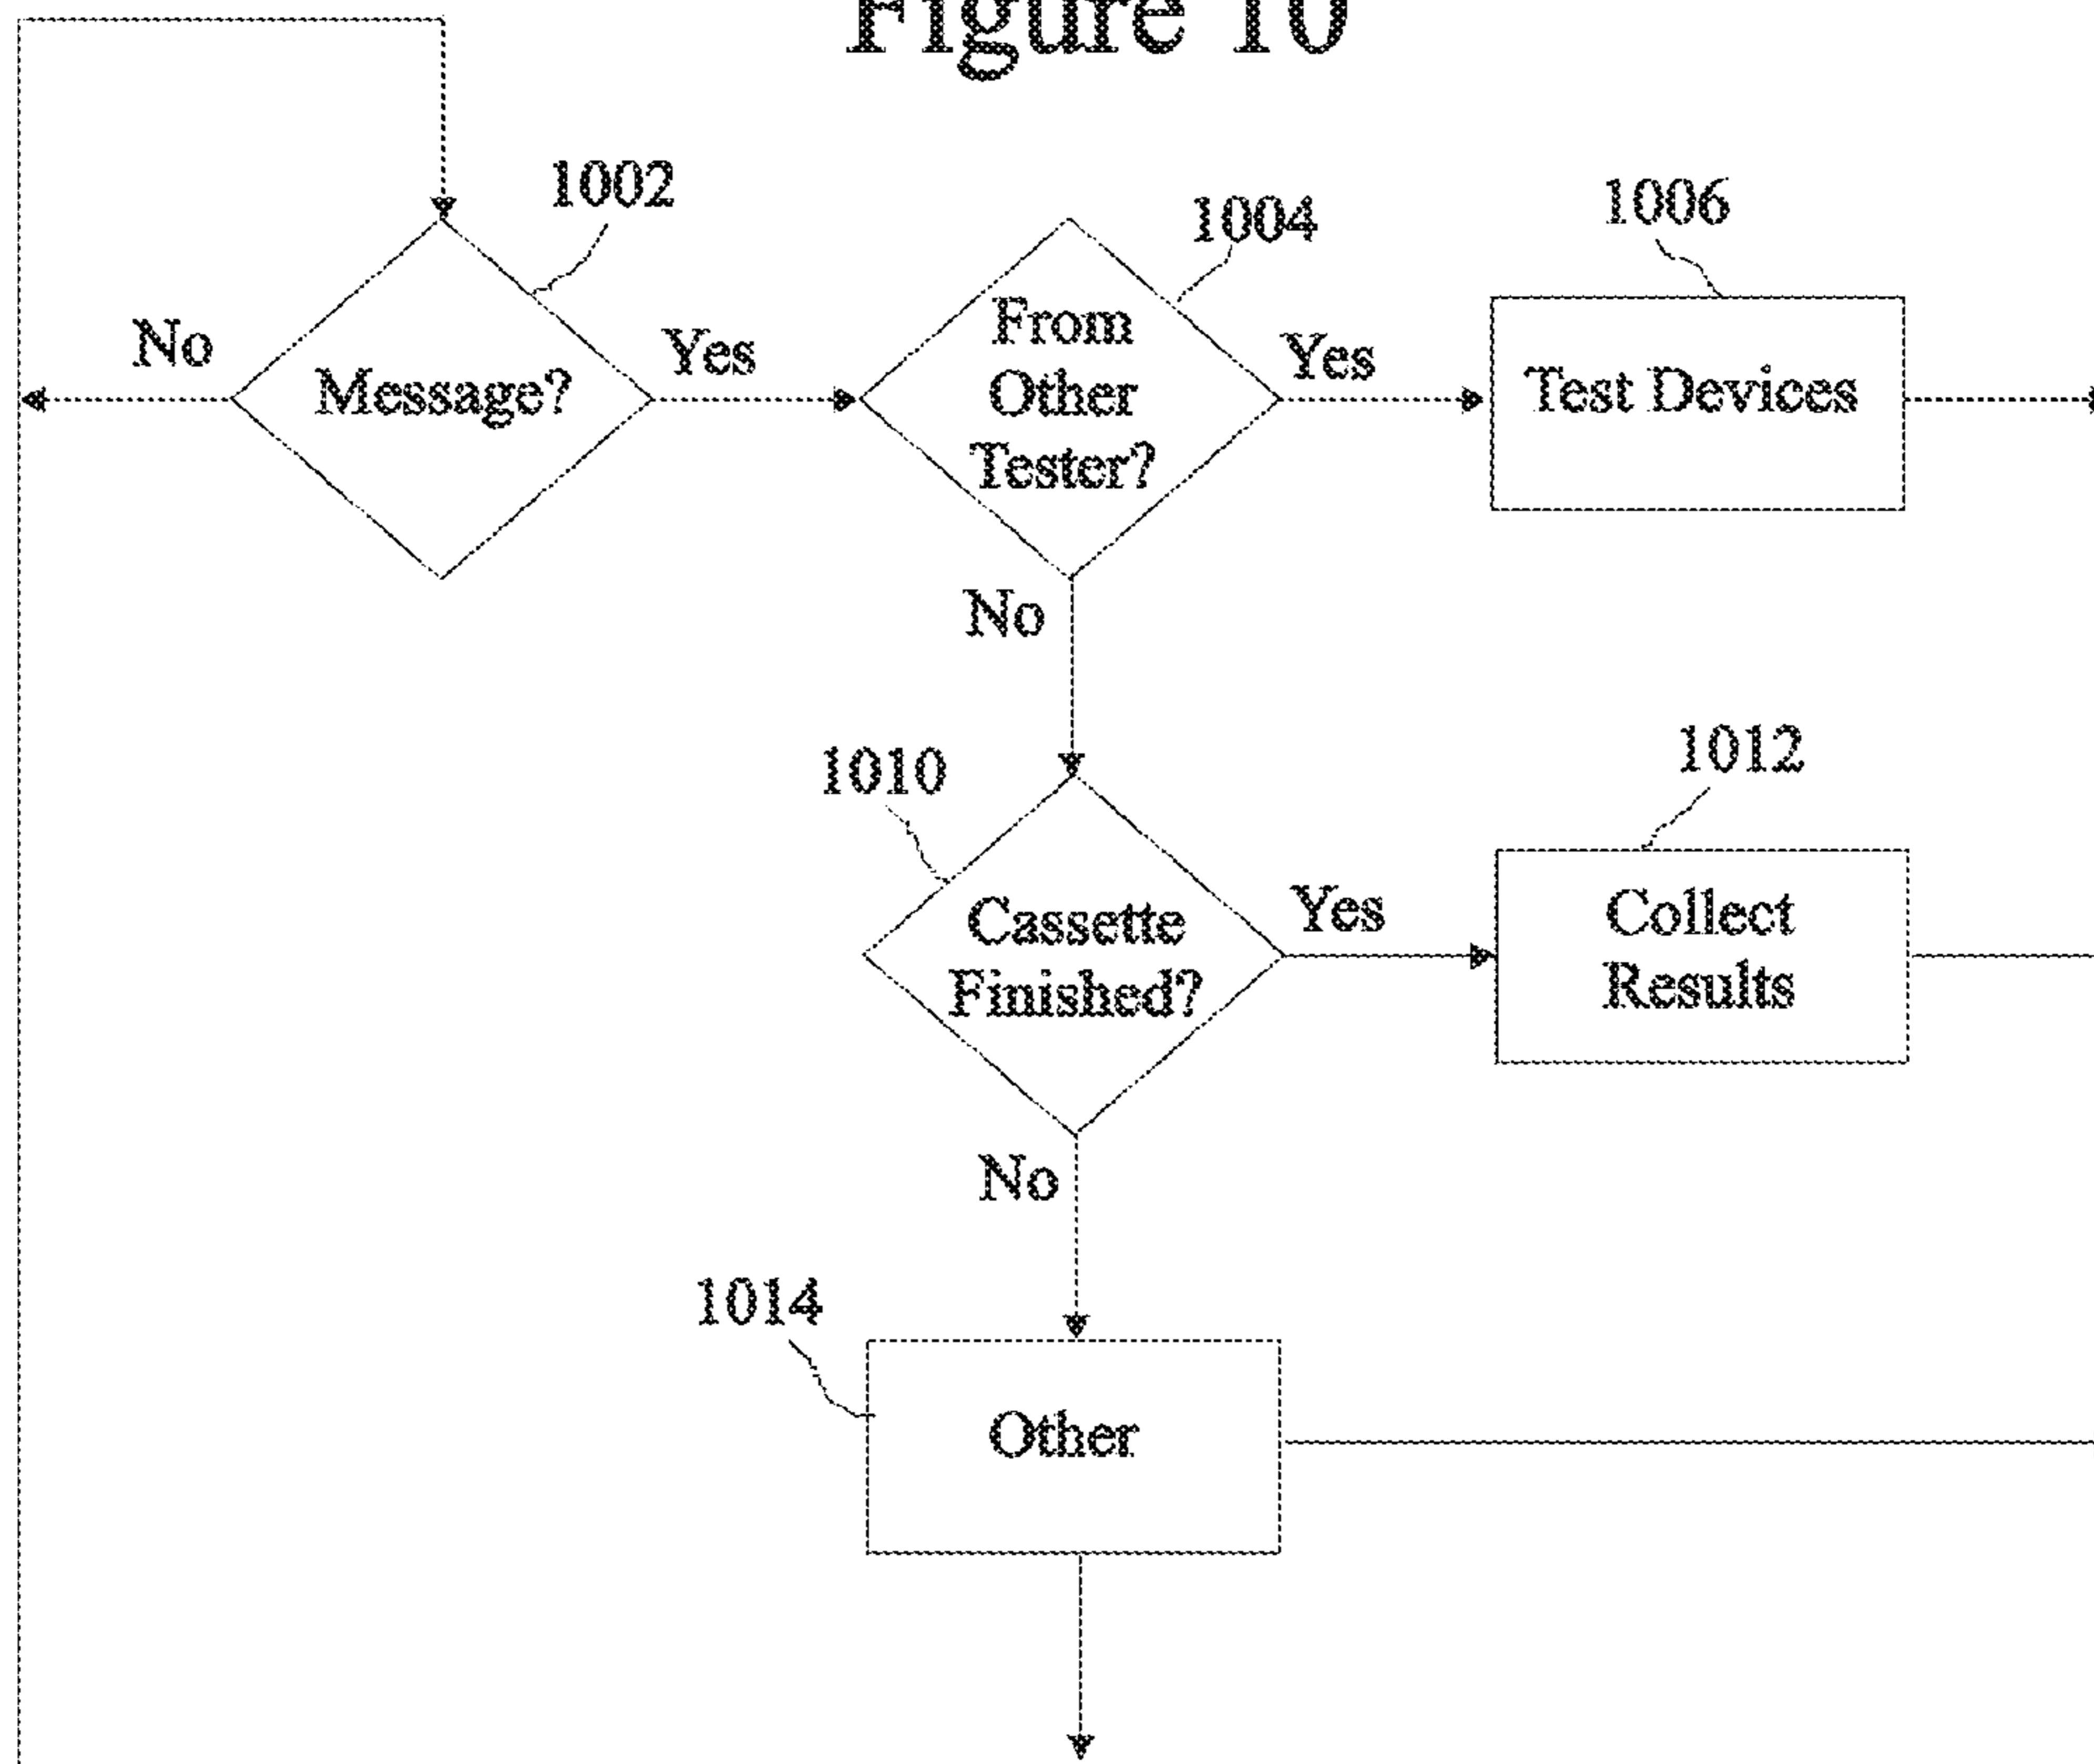 Figure 10
1002
1004
1006
No
Message?
Yes
From
Other
Tester?
Yes
Test Devices
No
1010
1012
Cassette
Finished?
Yes
Collect
Results
No
1014
Other